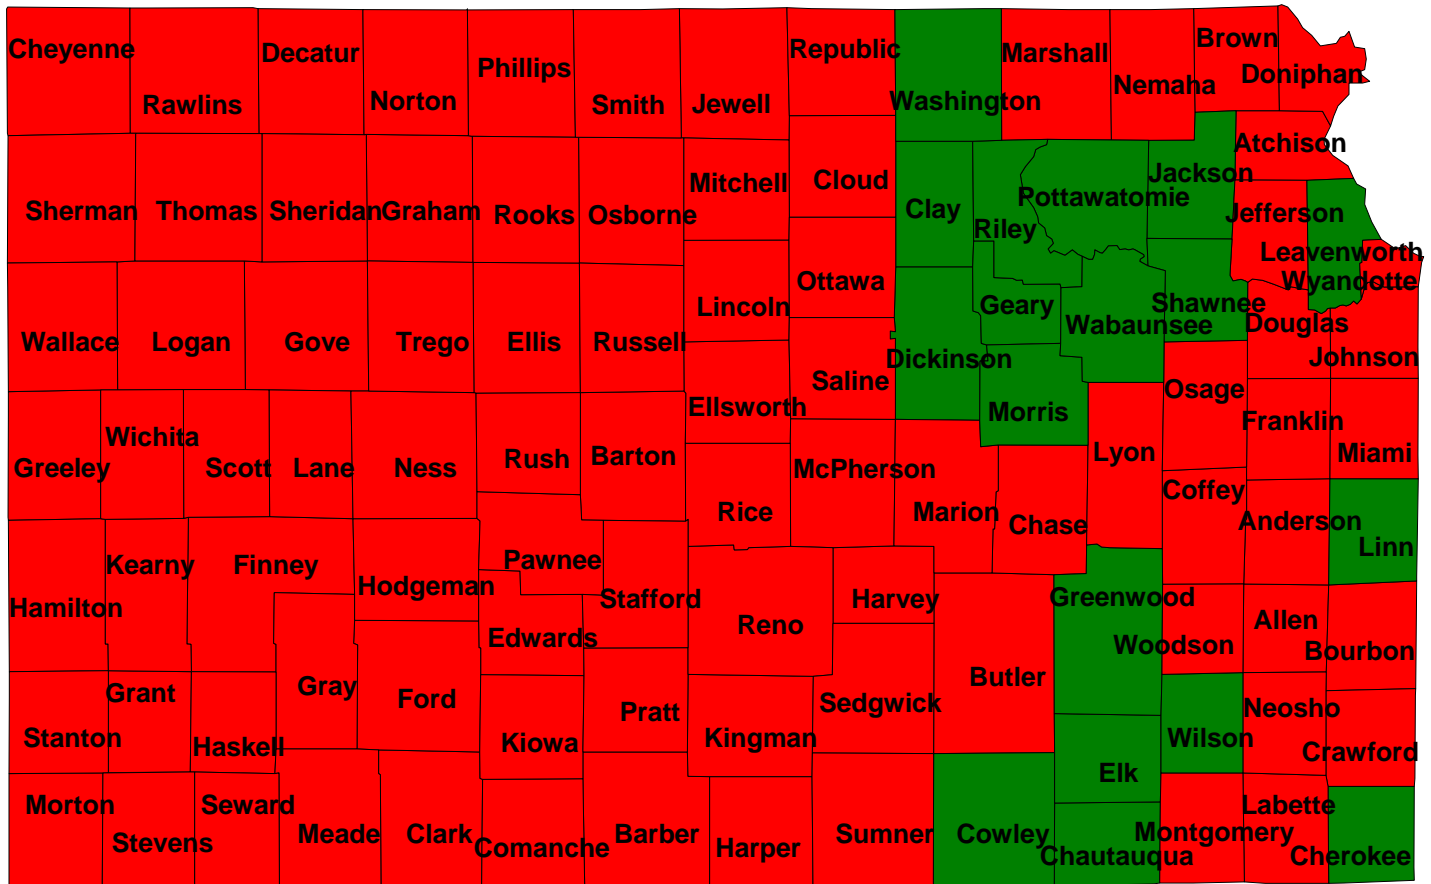 Cheyenne
Rawlins
Decatur
Norton
Phillips
Smith
Jewell
Republic
Washington
Marshall
Nemaha
Brown
Doniphan
Sherman
Thomas
Sheridan
Graham
Rooks
Osborne
Mitchell
Cloud
Clay
Riley
Pottawatomie
Jackson
Atchison
Jefferson
Leavenworth
Wyandotte
Wallace
Logan
Gove
Trego
Ellis
Russell
Lincoln
Ottawa
Saline
Dickinson
Geary
Wabaunsee
Shawnee
Douglas
Johnson
Greeley
Wichita
Scott
Lane
Ness
Rush
Barton
Ellsworth
Rice
McPherson
Marion
Morris
Chase
Lyon
Osage
Coffey
Franklin
Miami
Anderson
Linn
Hamilton
Kearny
Finney
Hodgeman
Pawnee
Edwards
Stafford
Reno
Harvey
Sedgwick
Butler
Greenwood
Woodson
Allen
Bourbon
Stanton
Grant
Haskell
Gray
Ford
Kiowa
Pratt
Kingman
Elk
Wilson
Neosho
Crawford
Morton
Stevens
Seward
Meade
Clark
Comanche
Barber
Harper
Sumner
Cowley
Chautauqua
Montgomery
Labette
Cherokee